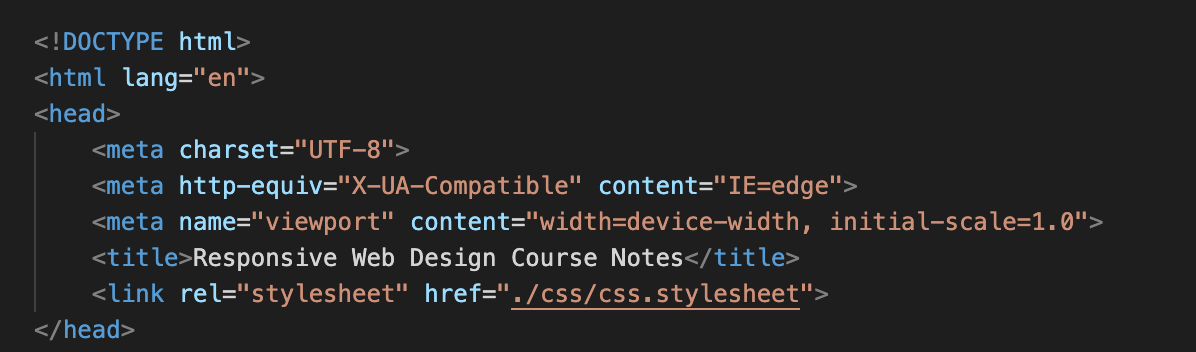 <!DOCTYPE html>
<html lang="en">
<head>
    <meta charset="UTF-8">
    <meta http-equiv="X-UA-Compatible" content="IE=edge">
    <meta name="viewport" content="width=device-width, initial-scale=1.0">
    <title>Responsive Web Design Course Notes</title>
    <link rel="stylesheet" href="./css/css.stylesheet">
</head>